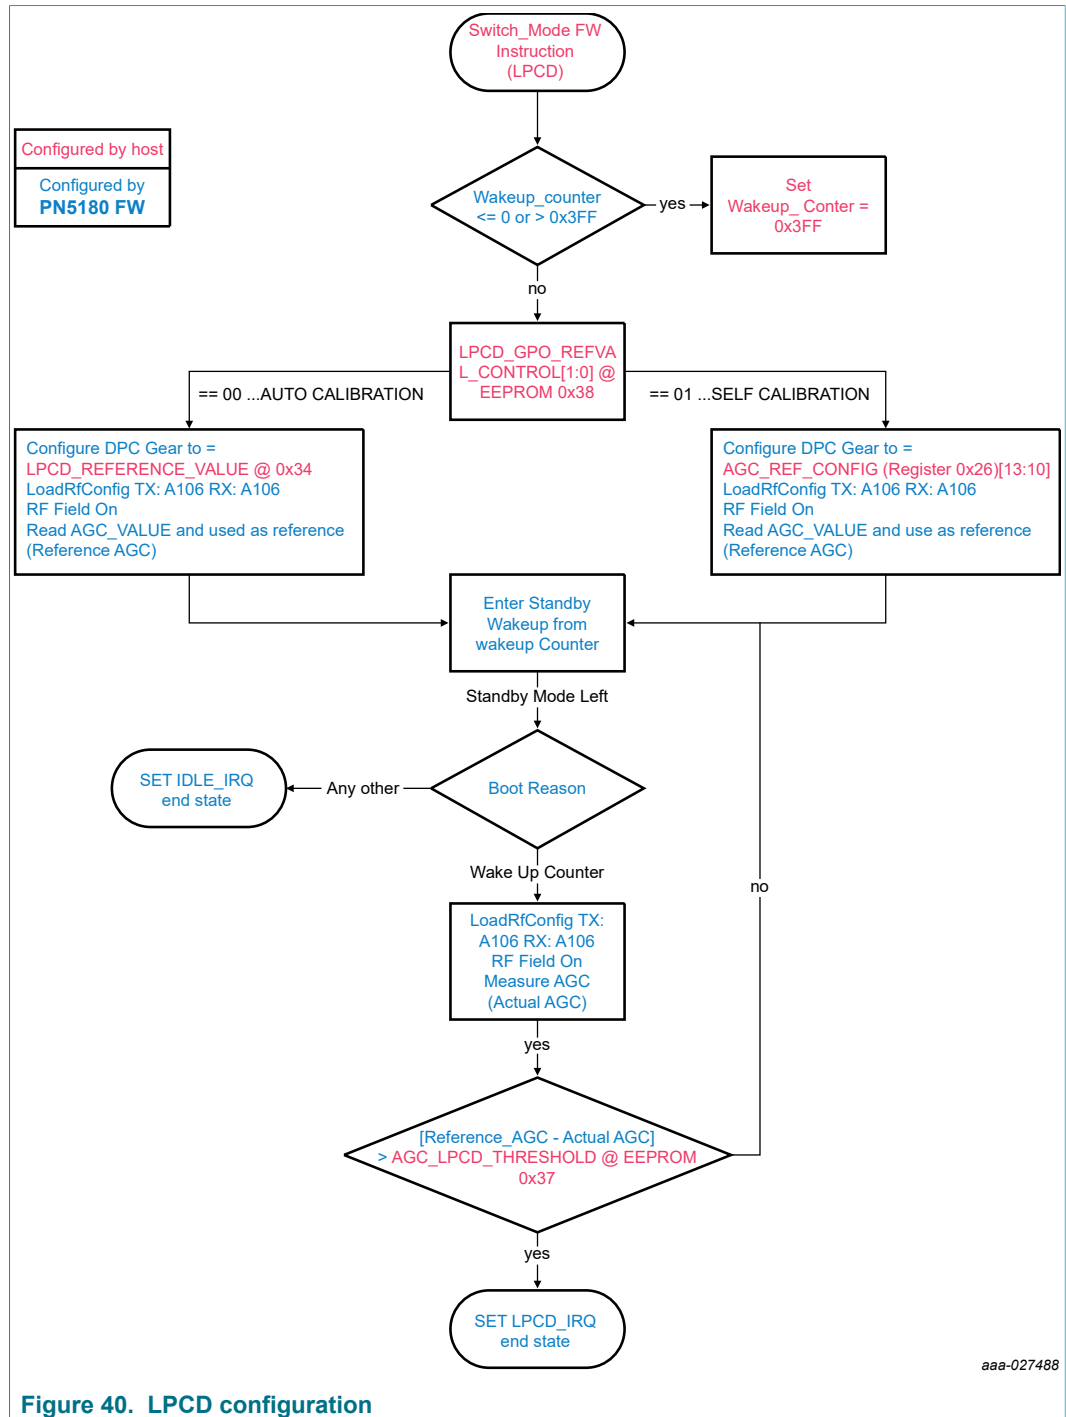 Switch_Mode FW
Instruction
(LPCD)
Configured by host
Configured by
PN5180 FW
Wakeup_counter
<= 0 or > 0x3FF
yes
Set
Wakeup_ Conter =
0x3FF
no
LPCD_GPO_REFVA
L_CONTROL[1:0] @
EEPROM 0x38
== 00 ...AUTO CALIBRATION
== 01 ...SELF CALIBRATION
Configure DPC Gear to =
LPCD_REFERENCE_VALUE @ 0x34
LoadRfConfig TX: A106 RX: A106
RF Field On
Read AGC_VALUE and used as reference
(Reference AGC)
Configure DPC Gear to =
AGC_REF_CONFIG (Register 0x26)[13:10]
LoadRfConfig TX: A106 RX: A106
RF Field On
Read AGC_VALUE and use as reference
(Reference AGC)
Enter Standby
Wakeup from
wakeup Counter
Standby Mode Left
Boot Reason
Any other
SET IDLE_IRQ
end state
Wake Up Counter
LoadRfConfig TX:
A106 RX: A106
RF Field On
Measure AGC
(Actual AGC)
no
yes
[Reference_AGC - Actual AGC]
> AGC_LPCD_THRESHOLD @ EEPROM
0x37
yes
SET LPCD_IRQ
end state
aaa-027488
Figure 40. LPCD configuration